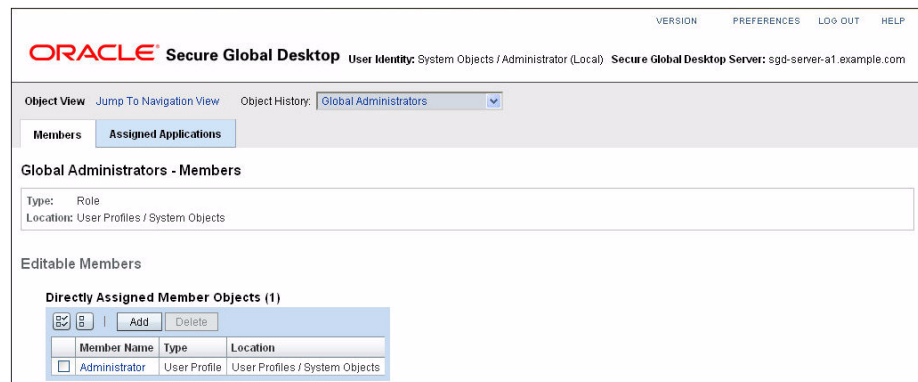 VERSION PREFERENCES LOG OUT HELP
ORACLE® Secure Global Desktop User Identity: System Objects / Administrator (Local) Secure Global Desktop Server: sgd-server-a1.example.com
Object View Jump To Navigation View Object History: Global Administrators
Members Assigned Applications
Global Administrators - Members
Type: Role
Location: User Profiles / System Objects
Editable Members
Directly Assigned Member Objects (1)
Add Delete
Member Name Type Location
Administrator User Profile User Profiles / System Objects